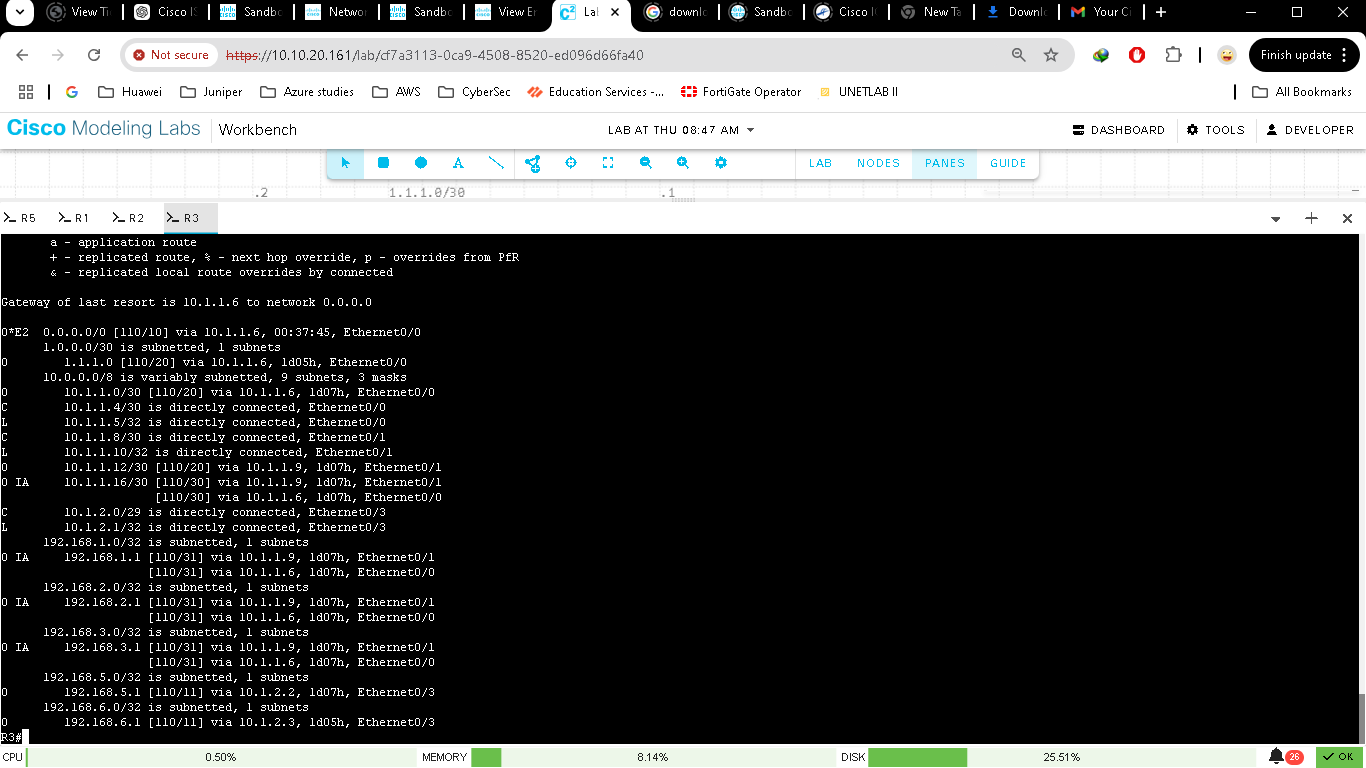 View Ti
Cisco IS
Sandb
Networ
Sandbo
View Er
La
downlo
Sandbo
Cisco I
New Ta
Downlo
Your Ci
Not secure
https://10.10.20.161/lab/cf7a3113-0ca9-4508-8520-ed096d66fa40
Finish update
Huawei
Juniper
Azure studies
AWS
CyberSec
Education Services -...
FortiGate Operator
UNETLAB II
All Bookmarks
Cisco Modeling Labs
Workbench
LAB AT THU 08:47 AM
DASHBOARD
TOOLS
DEVELOPER
LAB NODES PANES GUIDE
.2 1.1.1.0/30 .1
R5 R1 R2 R3
a - application route
+ - replicated route, % - next hop override, p - overrides from PfR
& - replicated local route overrides by connected
Gateway of last resort is 10.1.1.6 to network 0.0.0.0
O*E2 0.0.0.0/0 [110/10] via 10.1.1.6, 00:37:45, Ethernet0/0
1.0.0.0/30 is subnetted, 1 subnets
O 1.1.1.0 [110/20] via 10.1.1.6, 1d05h, Ethernet0/0
10.0.0.0/8 is variably subnetted, 9 subnets, 3 masks
O 10.1.1.0/30 [110/20] via 10.1.1.6, 1d07h, Ethernet0/0
C 10.1.1.4/30 is directly connected, Ethernet0/0
L 10.1.1.5/32 is directly connected, Ethernet0/0
C 10.1.1.8/30 is directly connected, Ethernet0/1
L 10.1.1.10/32 is directly connected, Ethernet0/1
O 10.1.1.12/30 [110/20] via 10.1.1.9, 1d07h, Ethernet0/1
O IA 10.1.1.16/30 [110/30] via 10.1.1.9, 1d07h, Ethernet0/1
[110/30] via 10.1.1.6, 1d07h, Ethernet0/0
C 10.1.2.0/29 is directly connected, Ethernet0/3
L 10.1.2.1/32 is directly connected, Ethernet0/3
192.168.1.0/32 is subnetted, 1 subnets
O IA 192.168.1.1 [110/31] via 10.1.1.9, 1d07h, Ethernet0/1
[110/31] via 10.1.1.6, 1d07h, Ethernet0/0
192.168.2.0/32 is subnetted, 1 subnets
O IA 192.168.2.1 [110/31] via 10.1.1.9, 1d07h, Ethernet0/1
[110/31] via 10.1.1.6, 1d07h, Ethernet0/0
192.168.3.0/32 is subnetted, 1 subnets
O IA 192.168.3.1 [110/31] via 10.1.1.9, 1d07h, Ethernet0/1
[110/31] via 10.1.1.6, 1d07h, Ethernet0/0
192.168.5.0/32 is subnetted, 1 subnets
O 192.168.5.1 [110/11] via 10.1.2.2, 1d07h, Ethernet0/3
192.168.6.0/32 is subnetted, 1 subnets
O 192.168.6.1 [110/11] via 10.1.2.3, 1d05h, Ethernet0/3
R3#
CPU 0.50% MEMORY 8.14% DISK 25.51% 26 OK